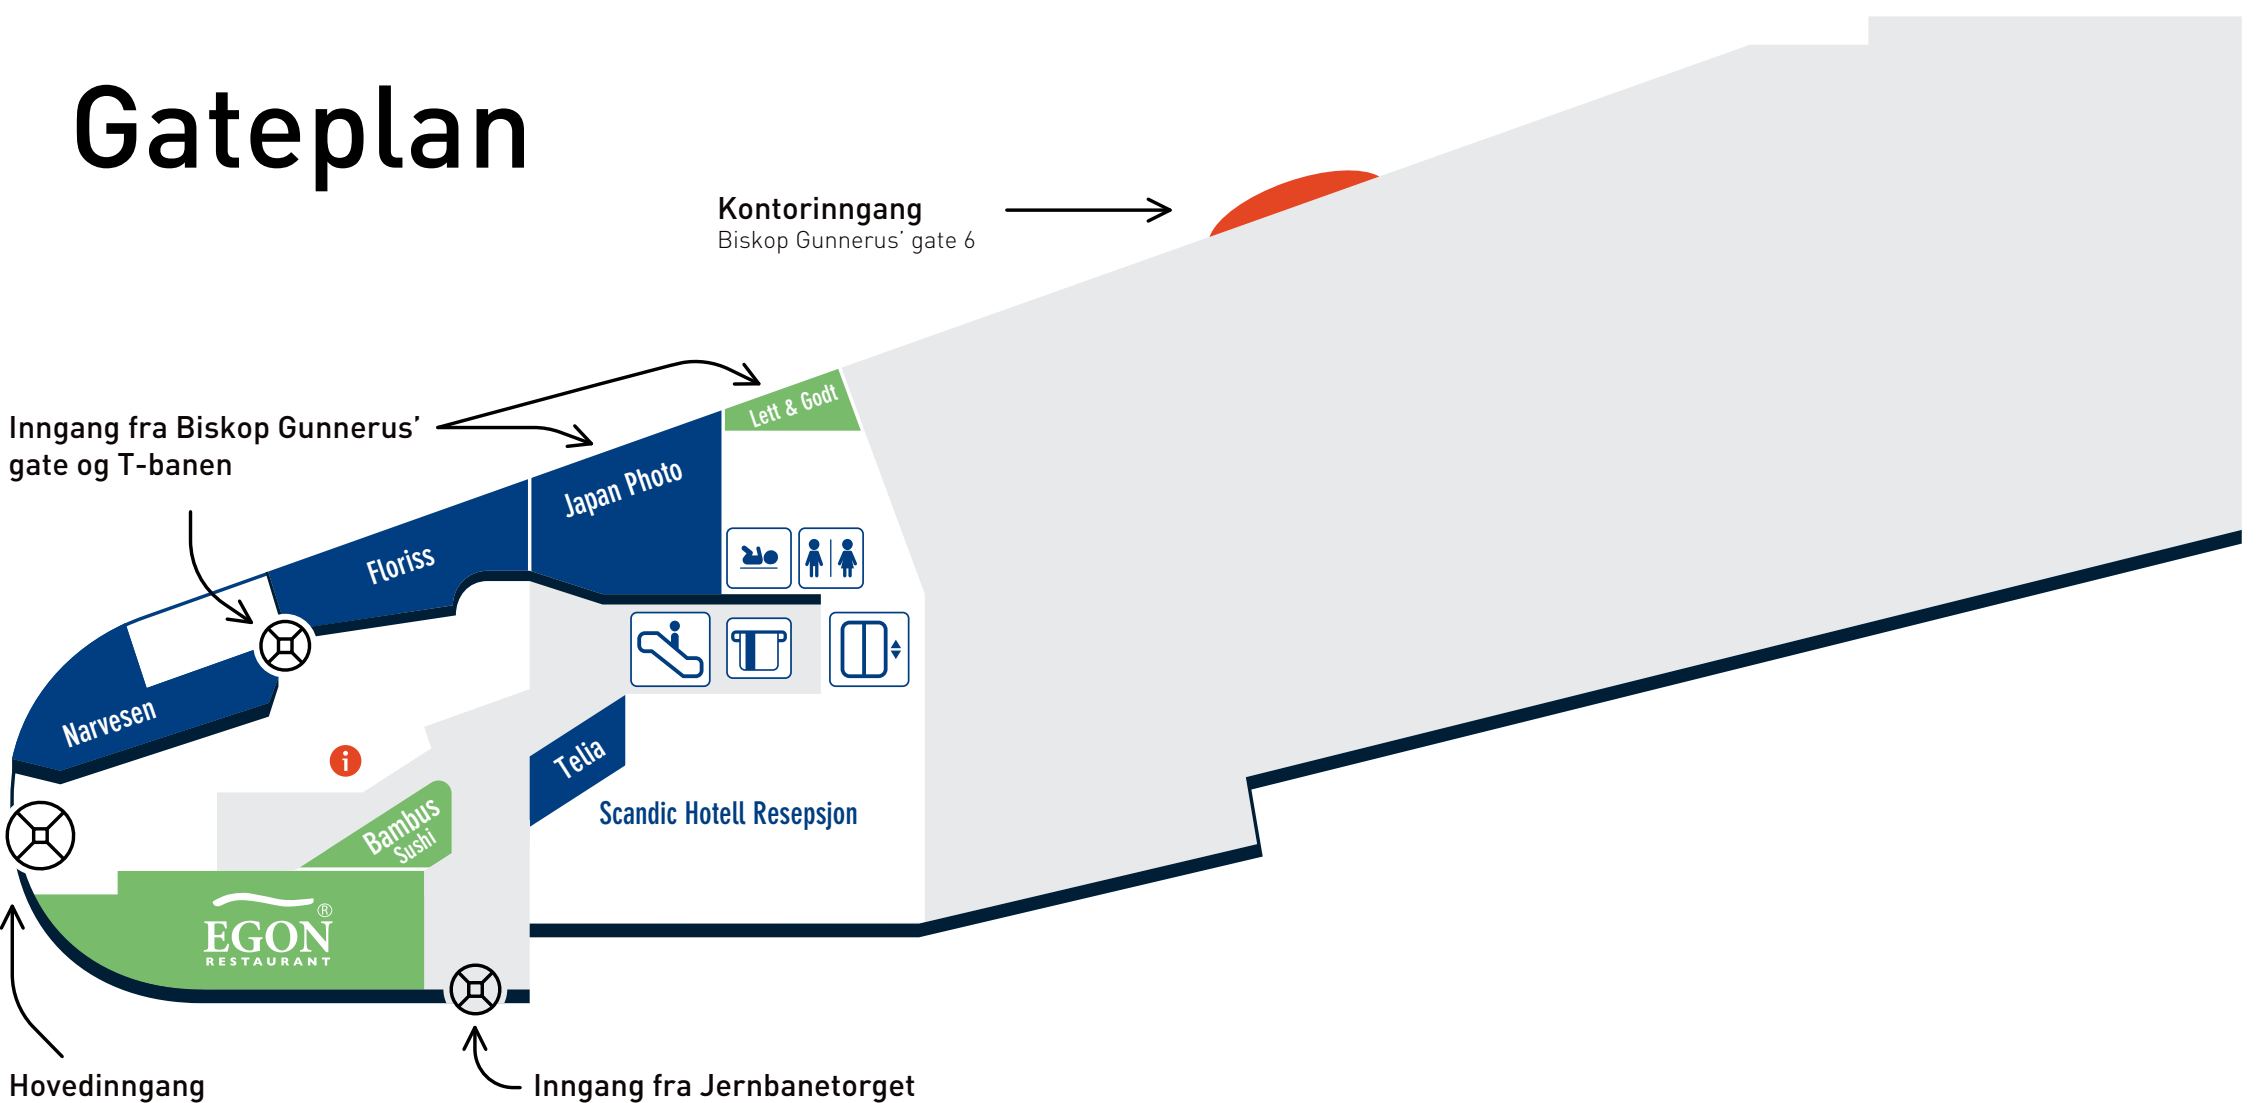 Gateplan
Kontorinngang
Biskop Gunnerus’ gate 6
Inngang fra Biskop Gunnerus’
gate og T-banen
Lett & Godt
Japan Photo
Floriss
Narvesen
i
Telia
Bambus
Sushi
Scandic Hotell Resepsjon
EGON®
RESTAURANT
Hovedinngang
Inngang fra Jernbanetorget